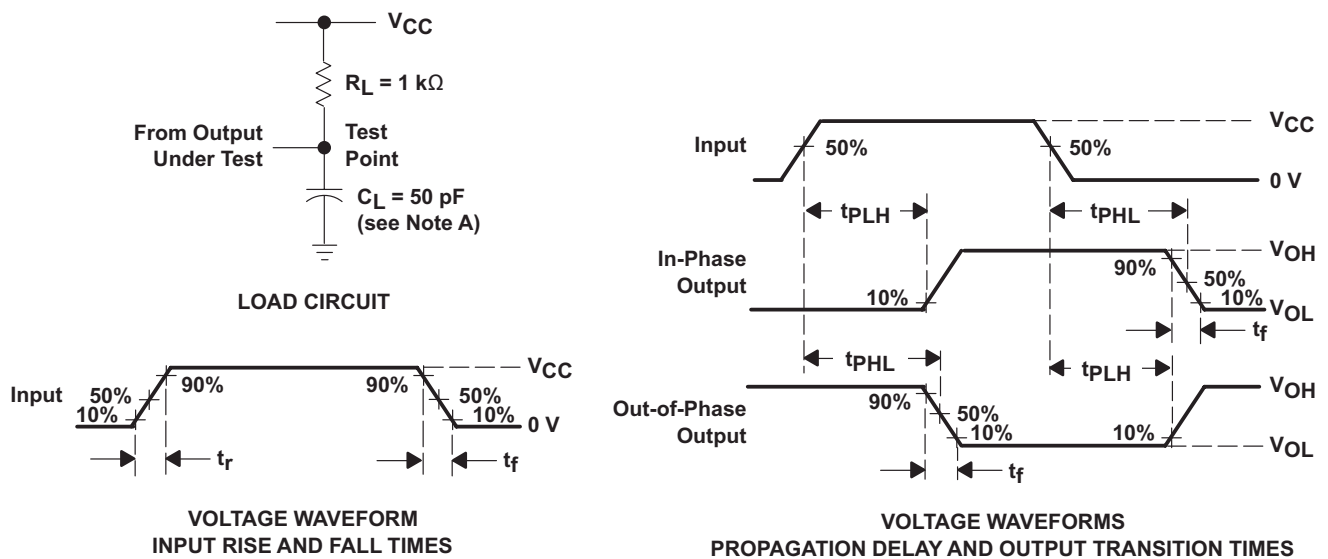 VCC
RL = 1 kΩ
From Output
Under Test
Test
Point
CL = 50 pF
(see Note A)
LOAD CIRCUIT
Input
50%
10%
90%
90%
50%
10%
VCC
0 V
tr
tf
VOLTAGE WAVEFORM
INPUT RISE AND FALL TIMES
Input
50%
50%
VCC
0 V
tPLH
tPHL
In-Phase
Output
10%
90%
50%
10%
VOH
VOL
tf
tPHL
tPLH
Out-of-Phase
Output
90%
50%
10%
10%
VOH
VOL
tf
VOLTAGE WAVEFORMS
PROPAGATION DELAY AND OUTPUT TRANSITION TIMES